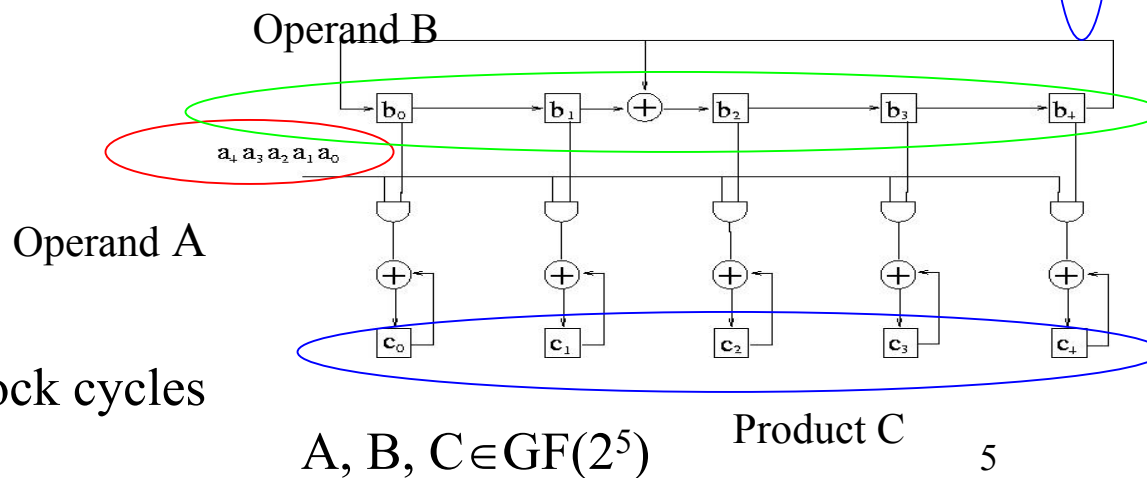 Operand B
b₀ b₁ + b₂ b₃ b₄
a₄ a₃ a₂ a₁ a₀
Operand A
+ + + + +
c₀ c₁ c₂ c₃ c₄
ock cycles
Product C
A, B, C∈GF(2⁵)
5